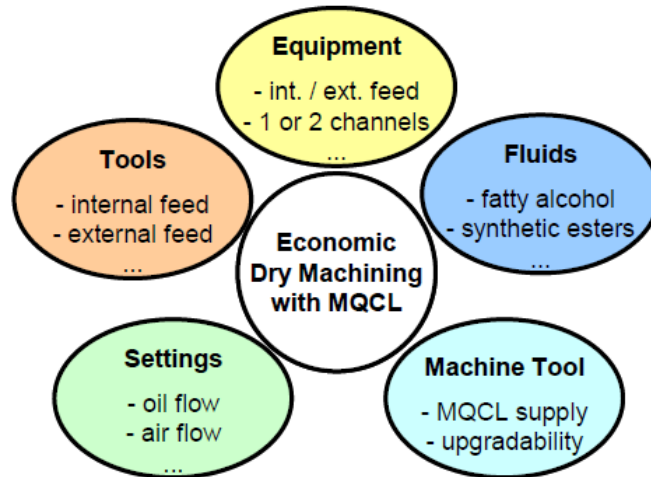 Equipment
- int. / ext. feed
- 1 or 2 channels
...
Tools
- internal feed
- external feed
...
Fluids
- fatty alcohol
- synthetic esters
...
Economic
Dry Machining
with MQCL
Settings
- oil flow
- air flow
...
Machine Tool
- MQCL supply
- upgradability